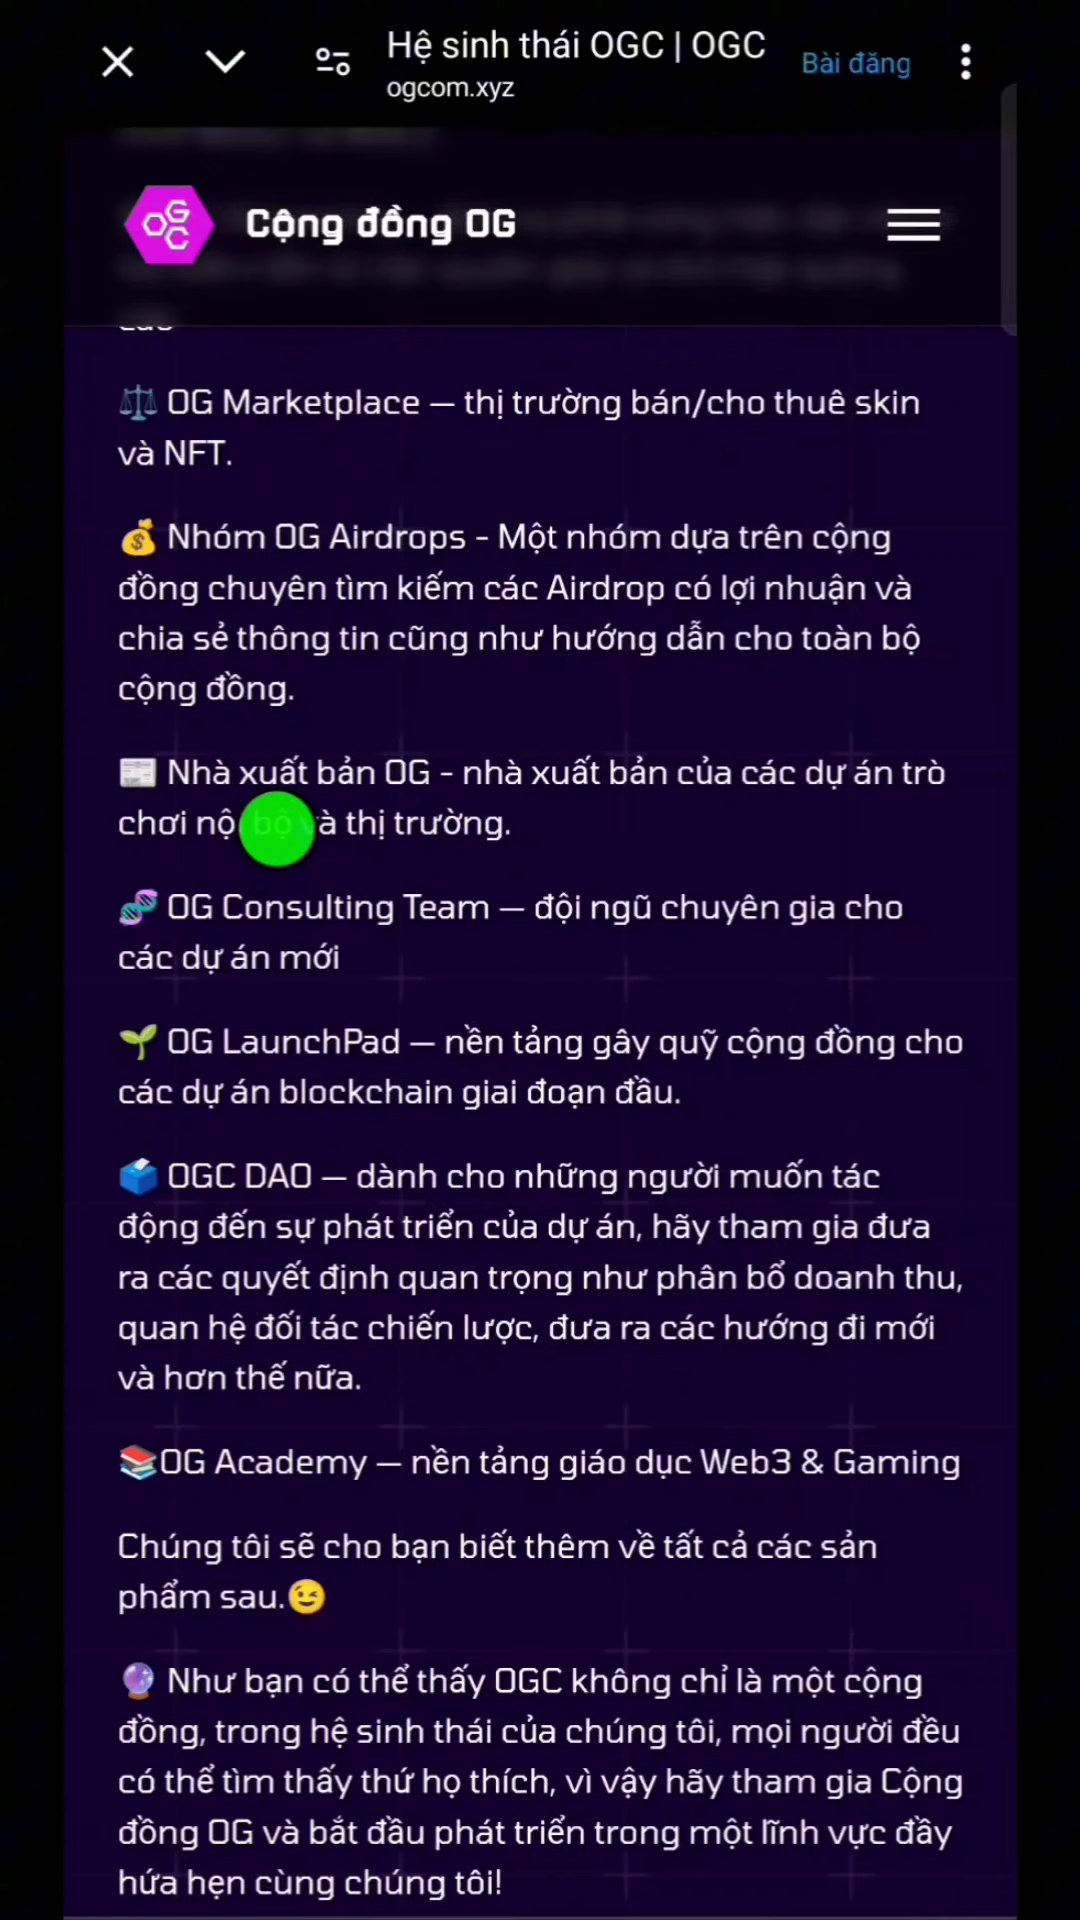 Hệ sinh thái OGC | OGC
ogcom.xyz
Bài đăng
Cộng đồng OG
⚖️ OG Marketplace — thị trường bán/cho thuê skin
và NFT.
💰 Nhóm OG Airdrops - Một nhóm dựa trên cộng
đồng chuyên tìm kiếm các Airdrop có lợi nhuận và
chia sẻ thông tin cũng như hướng dẫn cho toàn bộ
cộng đồng.
📰 Nhà xuất bản OG - nhà xuất bản của các dự án trò
chơi nội bộ và thị trường.
🧬 OG Consulting Team — đội ngũ chuyên gia cho
các dự án mới
🌱 OG LaunchPad — nền tảng gây quỹ cộng đồng cho
các dự án blockchain giai đoạn đầu.
🗳️ OGC DAO — dành cho những người muốn tác
động đến sự phát triển của dự án, hãy tham gia đưa
ra các quyết định quan trọng như phân bổ doanh thu,
quan hệ đối tác chiến lược, đưa ra các hướng đi mới
và hơn thế nữa.
📚OG Academy — nền tảng giáo dục Web3 & Gaming
Chúng tôi sẽ cho bạn biết thêm về tất cả các sản
phẩm sau.😉
🔮 Như bạn có thể thấy OGC không chỉ là một cộng
đồng, trong hệ sinh thái của chúng tôi, mọi người đều
có thể tìm thấy thứ họ thích, vì vậy hãy tham gia Cộng
đồng OG và bắt đầu phát triển trong một lĩnh vực đầy
hứa hẹn cùng chúng tôi!